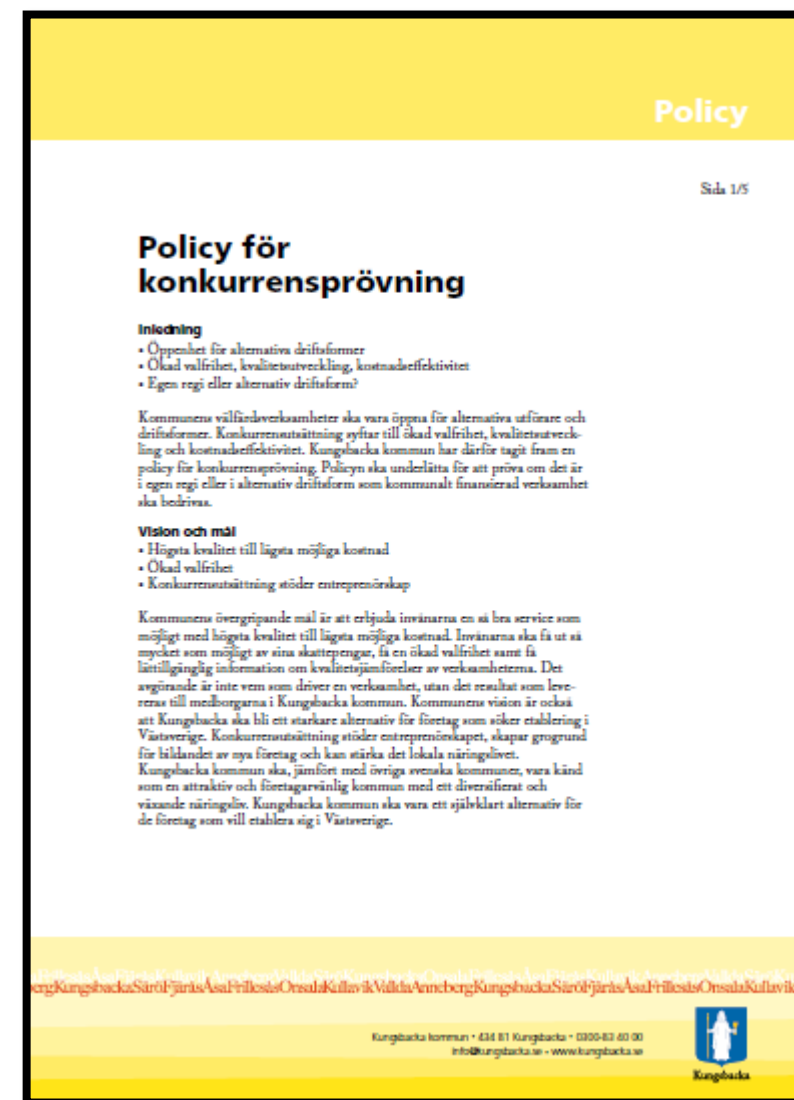 Policy
Sida 1/5
Policy för
konkurrensprövning
Inledning
• Öppenhet för alternativa driftsformer
• Ökad valfrihet, kvalitetsutveckling, kostnadseffektivitet
• Egen regi eller alternativ driftsform?
Kommunens välfärdsverksamheter ska vara öppna för alternativa utförare och
driftsformer. Konkurrensutsättning syftar till ökad valfrihet, kvalitetsutveck-
ling och kostnadseffektivitet. Kungsbacka kommun har därför tagit fram en
policy för konkurrensprövning. Policyn ska underlätta för att pröva om det är
i egen regi eller i alternativ driftsform som kommunalt finansierad verksamhet
ska bedrivas.
Vision och mål
• Högsta kvalitet till lägsta möjliga kostnad
• Ökad valfrihet
• Konkurrensutsättning stöder entreprenörskap
Kommunens övergripande mål är att erbjuda invånarna en så bra service som
möjligt med högsta kvalitet till lägsta möjliga kostnad. Invånarna ska få ut så
mycket som möjligt av sina skattepengar, få en ökad valfrihet samt få
lättillgänglig information om kvalitetsjämförelser av verksamheterna. Det
avgörande är inte vem som driver en verksamhet, utan det resultat som leve-
reras till medborgarna i Kungsbacka kommun. Kommunens vision är också
att Kungsbacka ska bli ett starkare alternativ för företag som söker etablering i
Västsverige. Konkurrensutsättning stöder entreprenörskapet, skapar grogrund
för bildandet av nya företag och kan stärka det lokala näringslivet.
Kungsbacka kommun ska, jämfört med övriga svenska kommuner, vara känd
som en attraktiv och företagarvänlig kommun med ett diversifierat och
växande näringsliv. Kungsbacka kommun ska vara ett självklart alternativ för
de företag som vill etablera sig i Västsverige.
ergKungsbackaSäröFjäråsÅsaFrillesåsOnsalaKullavikValldaAnnebergKungsbackaSäröFjäråsÅsaFrillesåsOnsalaKullavik
Kungsbacka kommun • 434 81 Kungsbacka • 0300-83 40 00
info@kungsbacka.se • www.kungsbacka.se
Kungsbacka